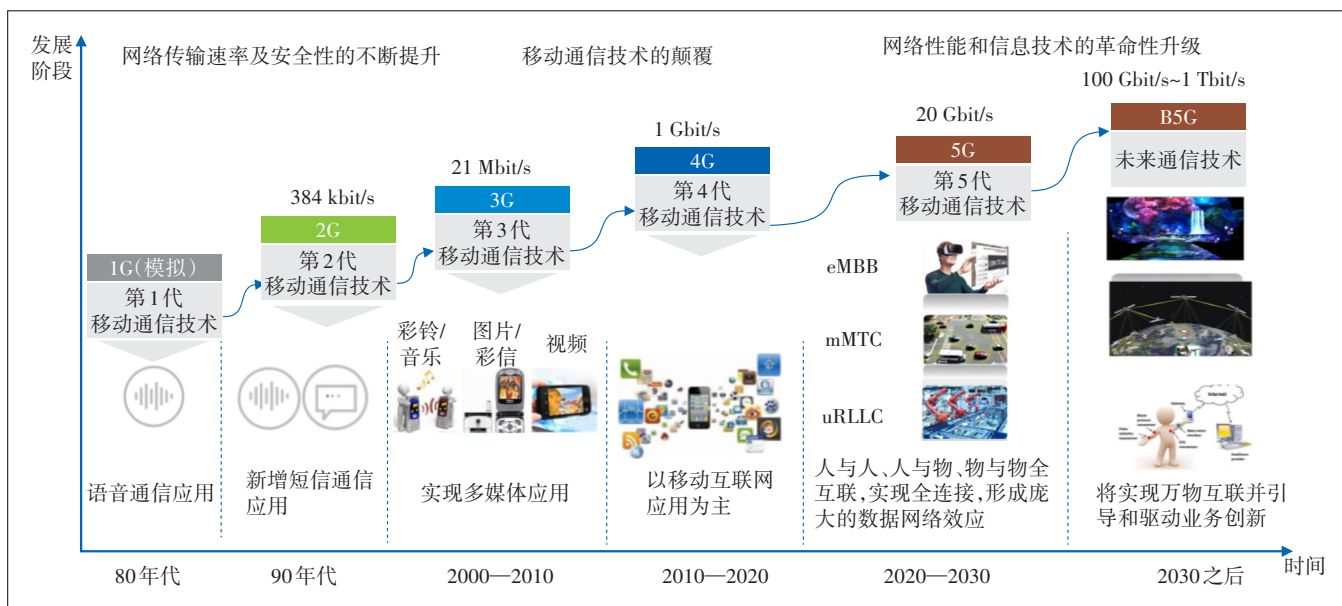 发展
阶段
网络传输速率及安全性的不断提升
移动通信技术的颠覆
网络性能和信息技术的革命性升级
1G(模拟)
第1代
移动通信技术
语音通信应用
384 kbit/s
2G
第2代
移动通信技术
新增短信通信
应用
21 Mbit/s
3G
第3代
移动通信技术
彩铃/
音乐
图片/
彩信
视频
实现多媒体应用
1 Gbit/s
4G
第4代
移动通信技术
以移动互联网
应用为主
20 Gbit/s
5G
第5代
移动通信技术
eMBB
mMTC
uRLLC
人与人、人与物、物与物全
互联,实现全连接,形成庞
大的数据网络效应
100 Gbit/s~1 Tbit/s
B5G
未来通信技术
Internet
将实现万物互联并引
导和驱动业务创新
80年代
90年代
2000—2010
2010—2020
2020—2030
2030之后
时间